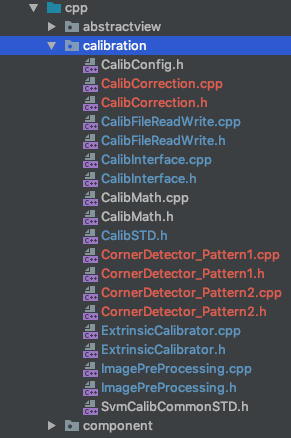 cpp
abstractview
calibration
CalibConfig.h
CalibCorrection.cpp
CalibCorrection.h
CalibFileReadWrite.cpp
CalibFileReadWrite.h
CalibInterface.cpp
CalibInterface.h
CalibMath.cpp
CalibMath.h
CalibSTD.h
CornerDetector_Pattern1.cpp
CornerDetector_Pattern1.h
CornerDetector_Pattern2.cpp
CornerDetector_Pattern2.h
ExtrinsicCalibrator.cpp
ExtrinsicCalibrator.h
ImagePreProcessing.cpp
ImagePreProcessing.h
SvmCalibCommonSTD.h
component